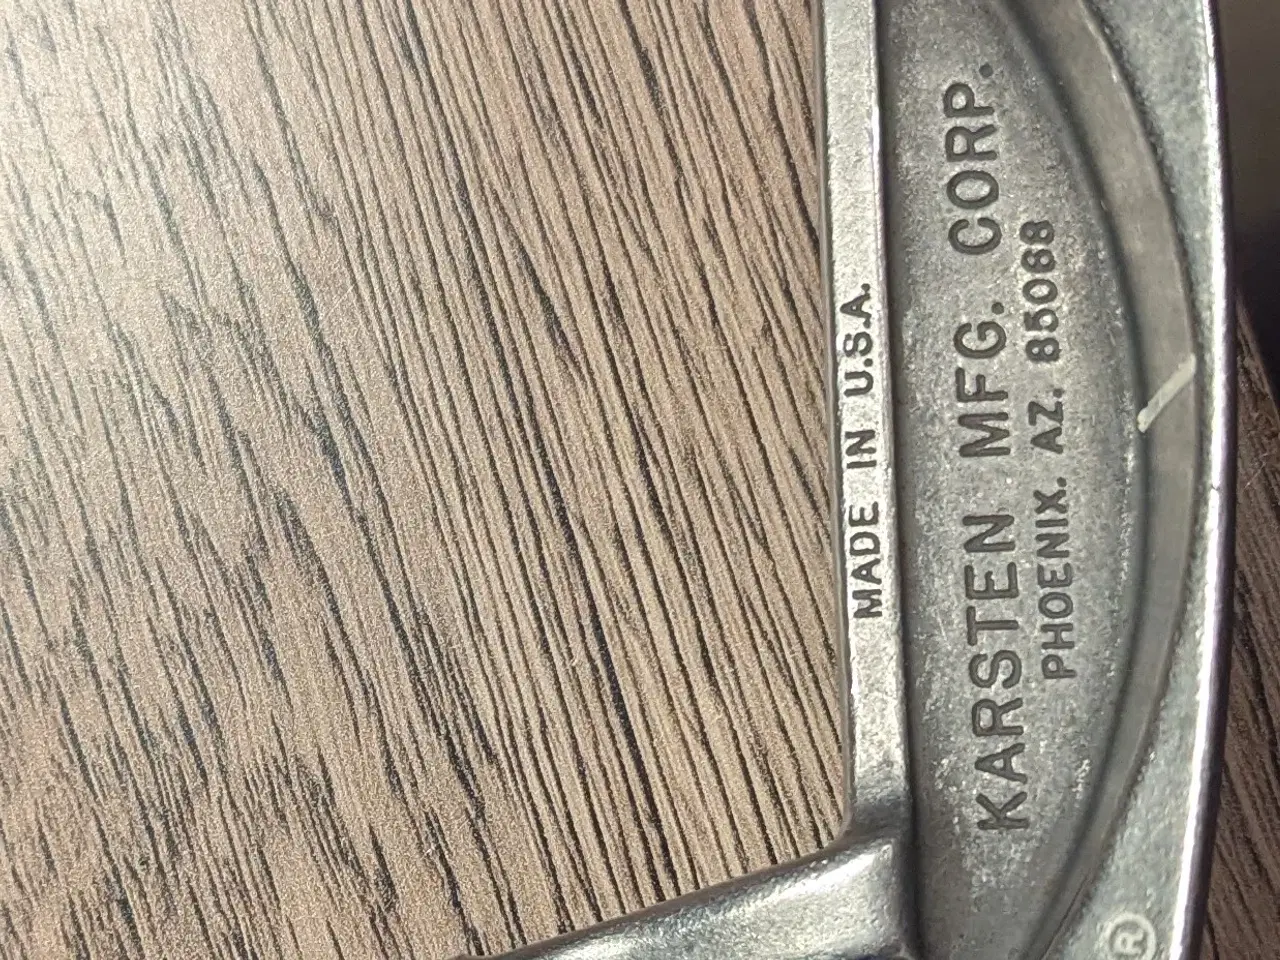 MADE IN U.S.A.
KARSTEN MFG. CORP.
PHOENIX. AZ. 85068
®